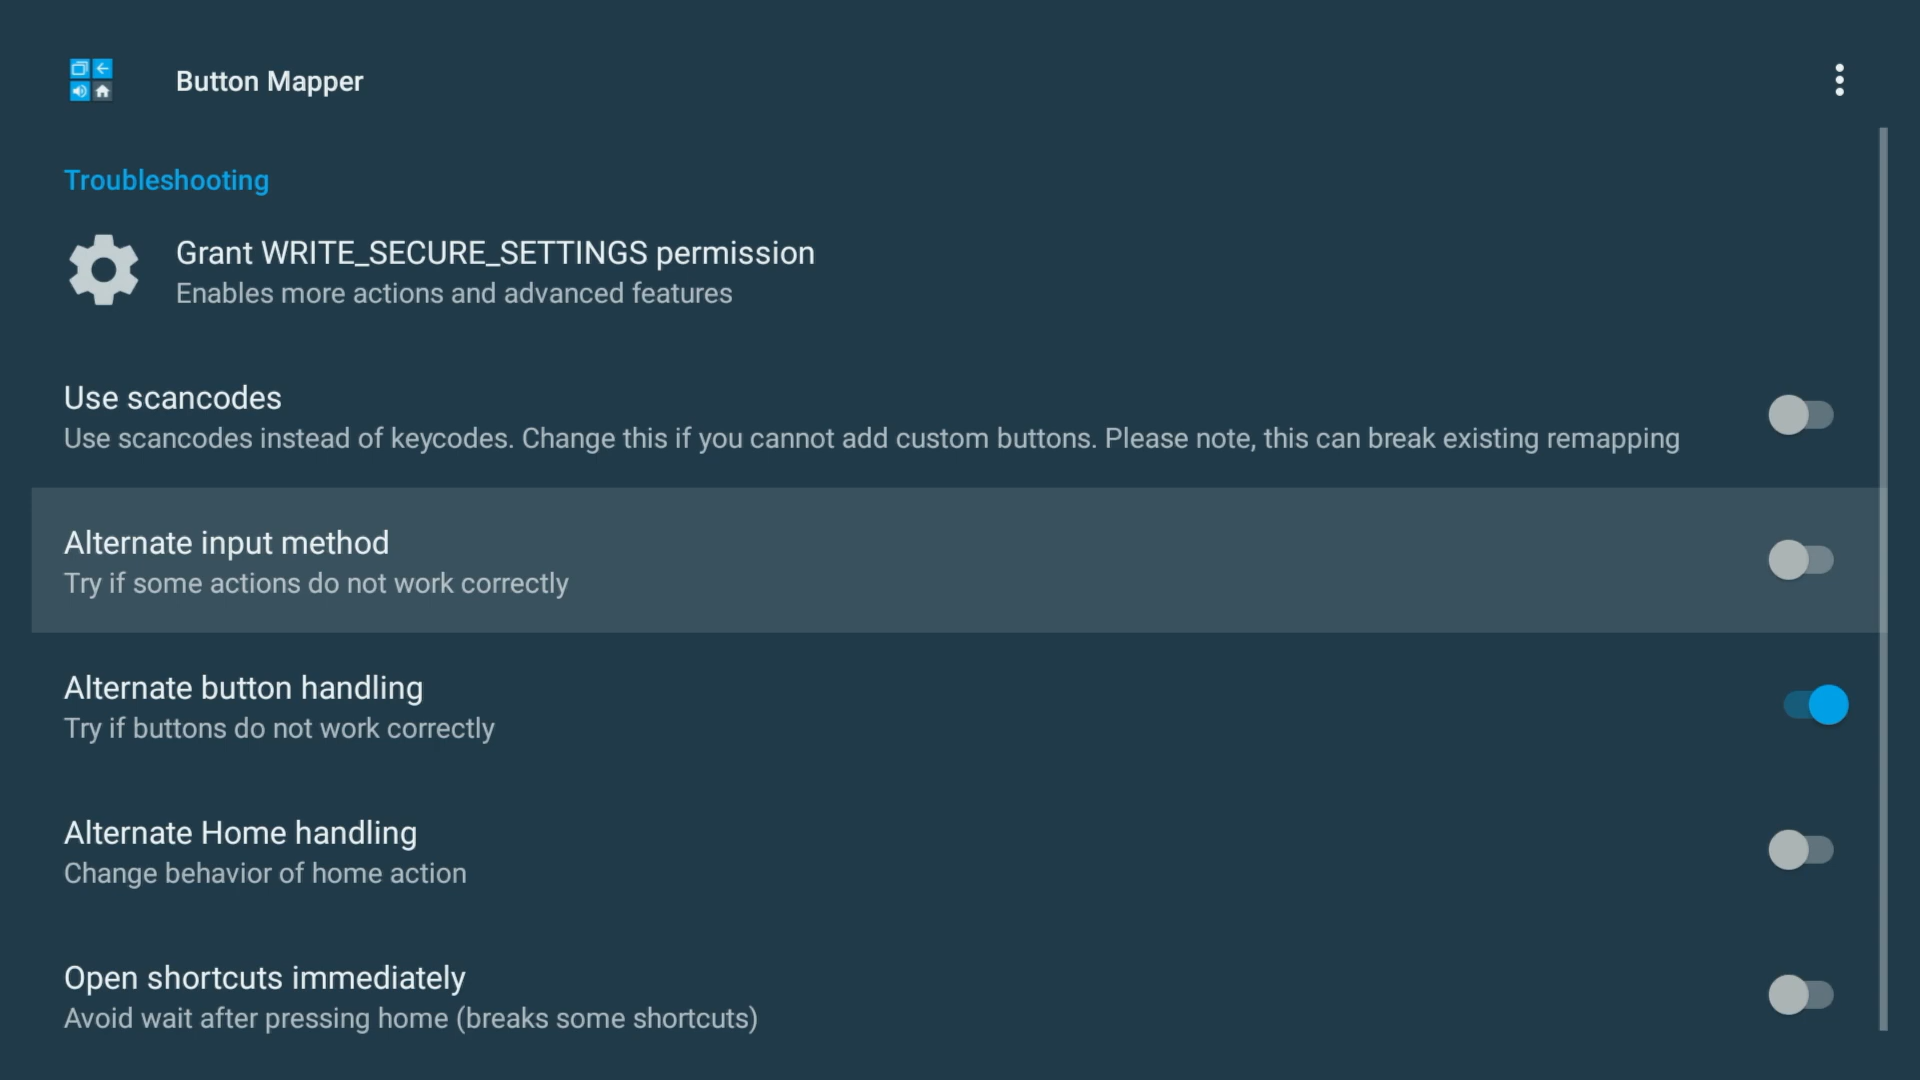 Button Mapper
Troubleshooting
Grant WRITE_SECURE_SETTINGS permission
Enables more actions and advanced features
Use scancodes
Use scancodes instead of keycodes. Change this if you cannot add custom buttons. Please note, this can break existing remapping
Alternate input method
Try if some actions do not work correctly
Alternate button handling
Try if buttons do not work correctly
Alternate Home handling
Change behavior of home action
Open shortcuts immediately
Avoid wait after pressing home (breaks some shortcuts)